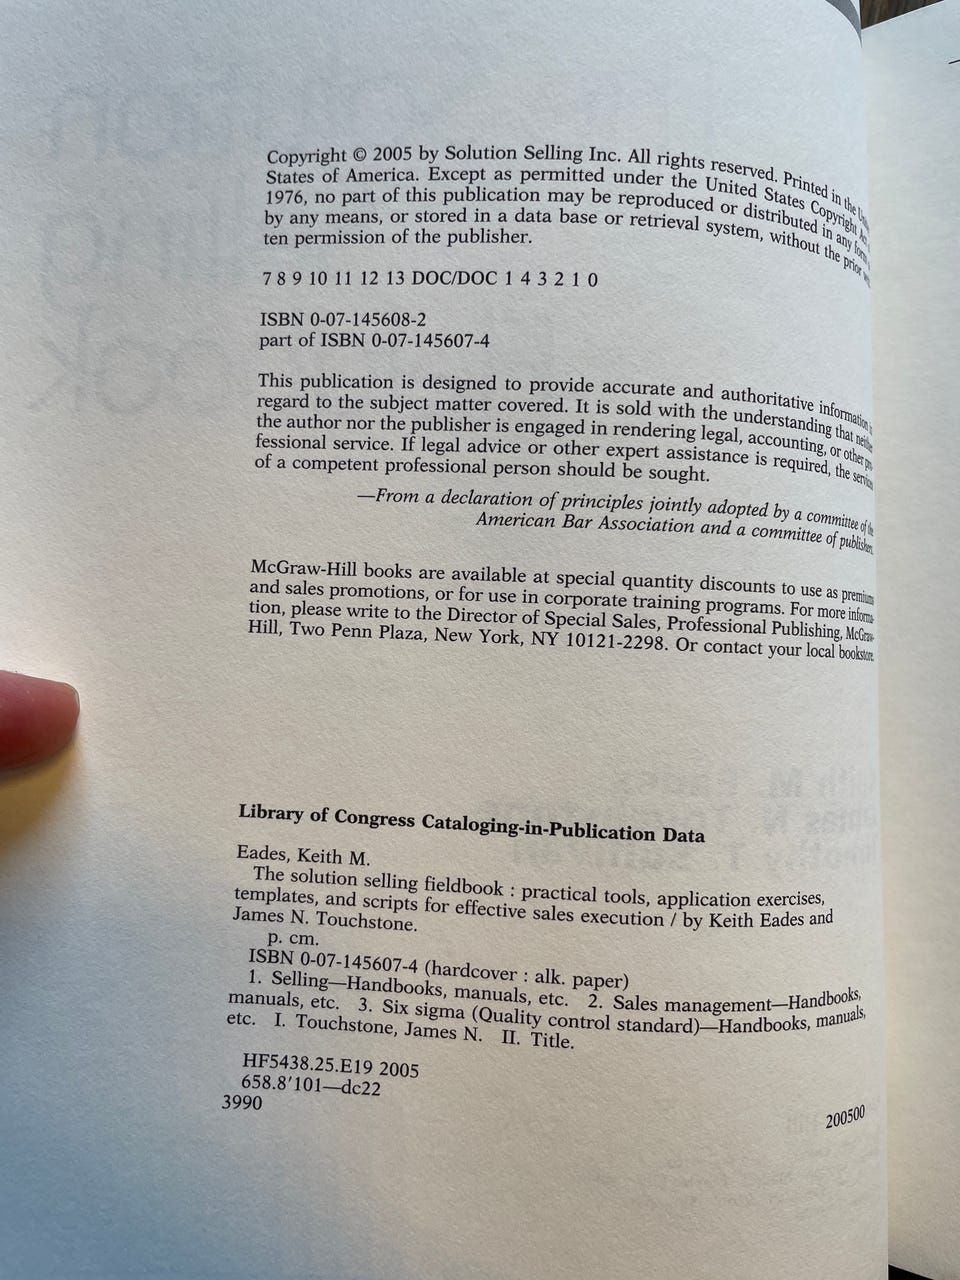 Copyright © 2005 by Solution Selling Inc. All rights reserved. Printed in the
States of America. Except as permitted under the United States Copyright
1976, no part of this publication may be reproduced or distributed in any form
by any means, or stored in a data base or retrieval system, without the prior
ten permission of the publisher.
7 8 9 10 11 12 13 DOC/DOC 1 4 3 2 1 0
ISBN 0-07-145608-2
part of ISBN 0-07-145607-4
This publication is designed to provide accurate and authoritative information
regard to the subject matter covered. It is sold with the understanding that neither
the author nor the publisher is engaged in rendering legal, accounting, or other pro-
fessional service. If legal advice or other expert assistance is required, the services
of a competent professional person should be sought.
—From a declaration of principles jointly adopted by a committee of the
American Bar Association and a committee of publishers.
McGraw-Hill books are available at special quantity discounts to use as premiums
and sales promotions, or for use in corporate training programs. For more informa-
tion, please write to the Director of Special Sales, Professional Publishing, McGraw-
Hill, Two Penn Plaza, New York, NY 10121-2298. Or contact your local bookstore.
Library of Congress Cataloging-in-Publication Data
Eades, Keith M.
The solution selling fieldbook : practical tools, application exercises,
templates, and scripts for effective sales execution / by Keith Eades and
James N. Touchstone.
p. cm.
ISBN 0-07-145607-4 (hardcover : alk. paper)
1. Selling—Handbooks, manuals, etc. 2. Sales management—Handbooks,
manuals, etc. 3. Six sigma (Quality control standard)—Handbooks, manuals,
etc. I. Touchstone, James N. II. Title.
HF5438.25.E19 2005
658.8'101—dc22
200500
3990